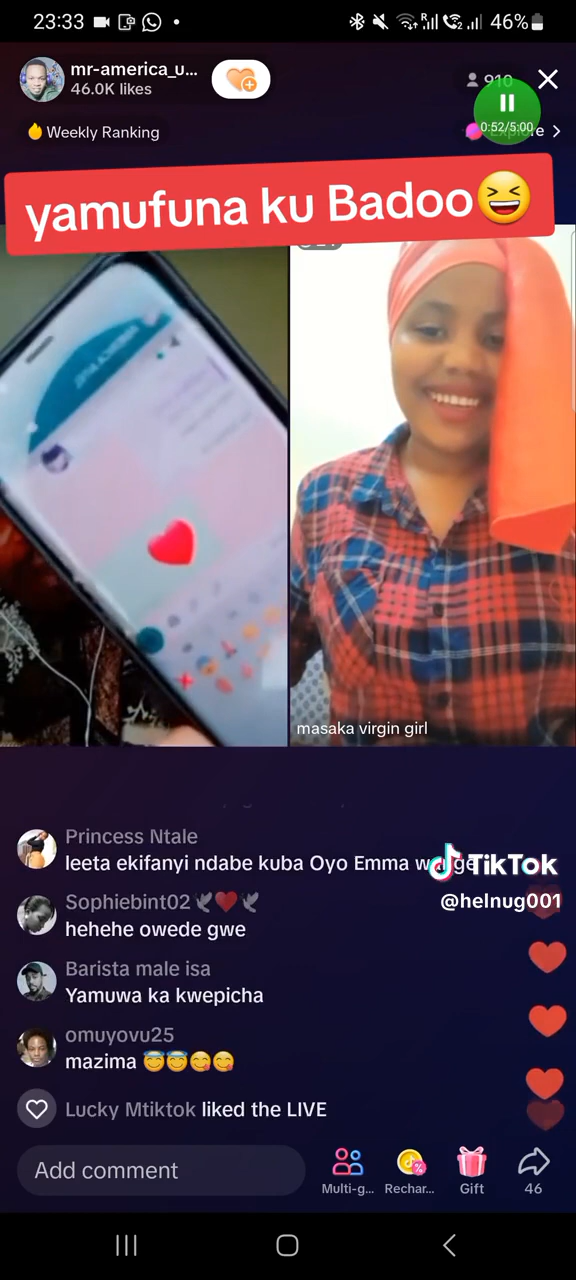 23:33
46%
mr-america_u...
46.0K likes
910
Weekly Ranking
0:52/5:00
yamufuna ku Badoo😆
masaka virgin girl
Princess Ntale
leeta ekifanyi ndabe kuba Oyo Emma
TikTok
@helnug001
Sophiebint02 🕊️❤️🕊️
hehehe owede gwe
Barista male isa
Yamuwa ka kwepicha
omuyovu25
mazima 😇😇😋😋
Lucky Mtiktok liked the LIVE
Add comment
Multi-g...
Rechar...
Gift
46